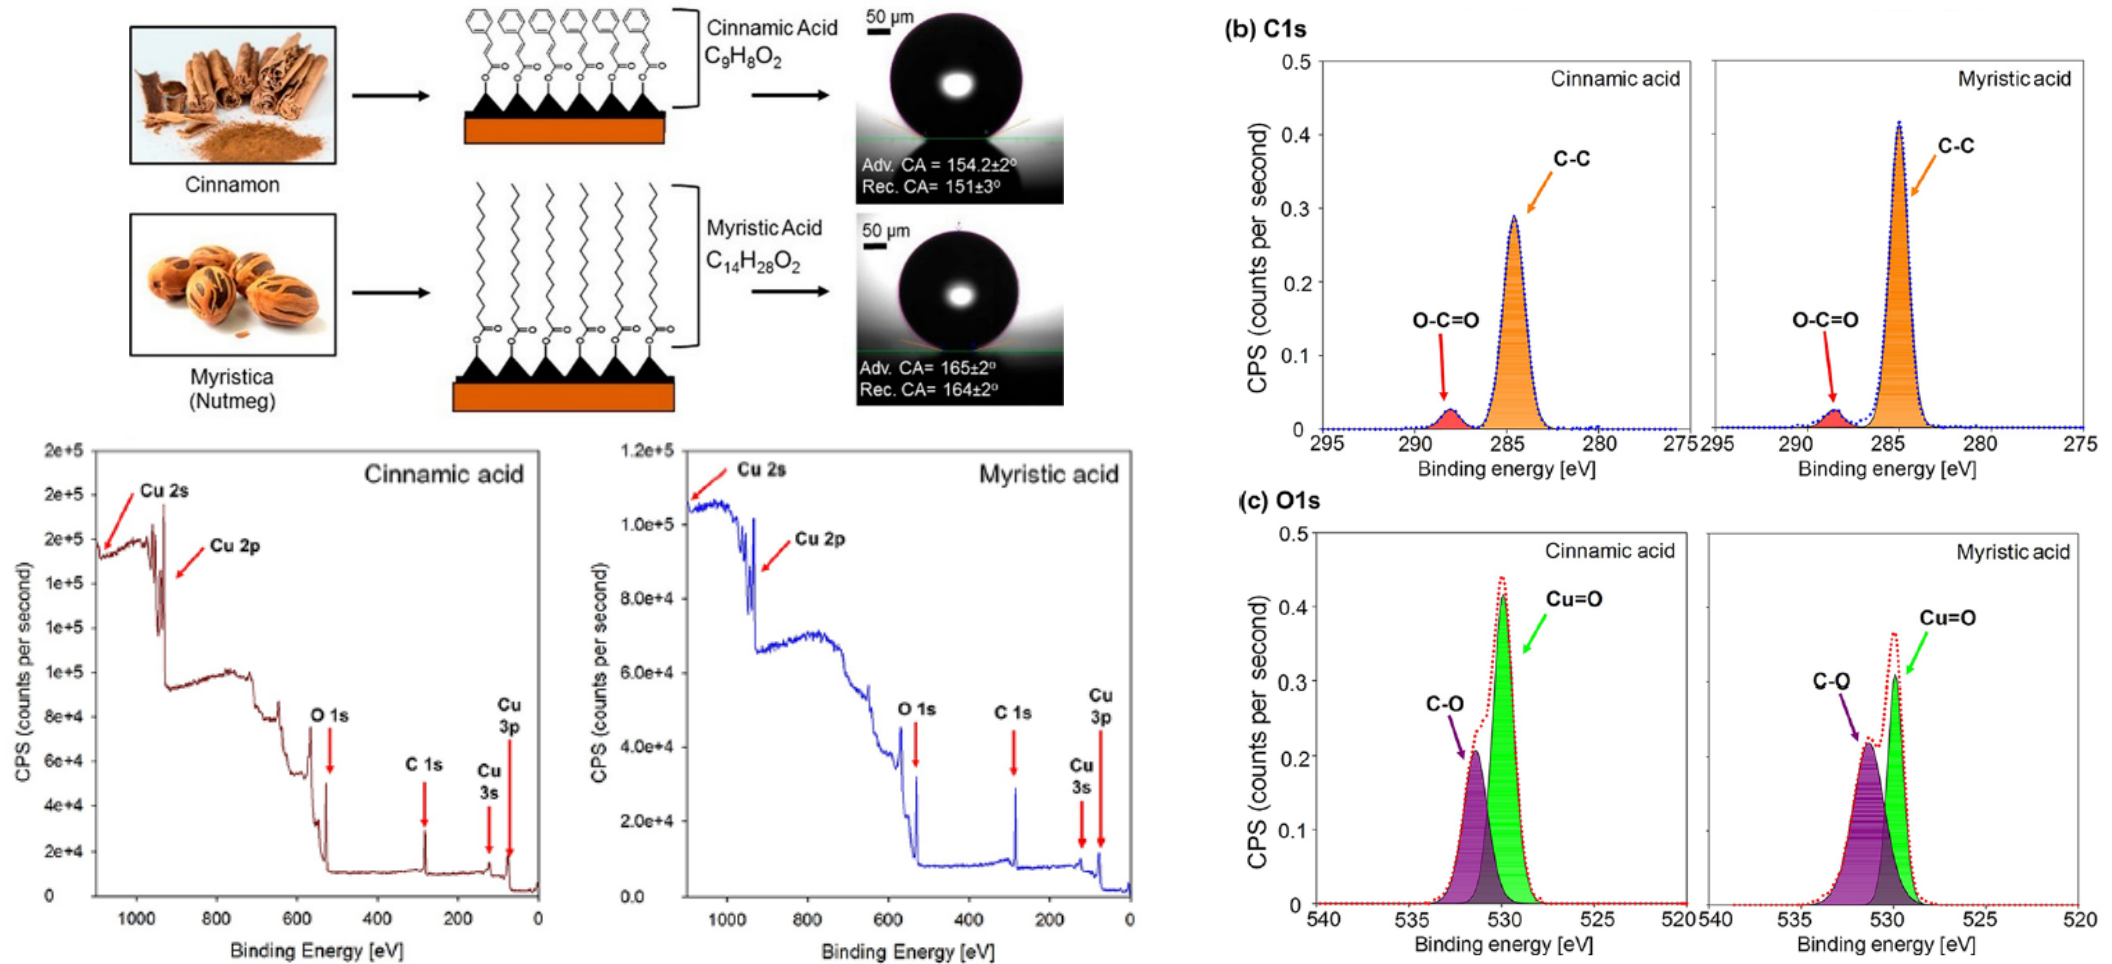 Cinnamon
Cinnamic Acid
C₉H₈O₂
50 µm
Adv. CA = 154.2±2º
Rec. CA= 151±3º
Myristica
(Nutmeg)
Myristic Acid
C₁₄H₂₈O₂
50 µm
Adv. CA= 165±2º
Rec. CA= 164±2º
O O O O O O
O O O O O O
O O O O O O
O O O O O O
Cinnamic acid
CPS (counts per second)
2e+5
2e+5
2e+5
1e+5
1e+5
1e+5
8e+4
6e+4
4e+4
2e+4
0
Cu 2s
Cu 2p
O 1s
C 1s
Cu
3s
Cu
3p
1000 800 600 400 200 0
Binding Energy [eV]
Myristic acid
CPS (counts per second)
1.2e+5
1.0e+5
8.0e+4
6.0e+4
4.0e+4
2.0e+4
0.0
Cu 2s
Cu 2p
O 1s
C 1s
Cu
3s
Cu
3p
1000 800 600 400 200 0
Binding Energy [eV]
(b) C1s
CPS (counts per second)
0.5
0.4
0.3
0.2
0.1
0
Cinnamic acid
C-C
O-C=O
295 290 285 280 275
Binding energy [eV]
Myristic acid
C-C
O-C=O
295 290 285 280 275
Binding energy [eV]
(c) O1s
CPS (counts per second)
0.5
0.4
0.3
0.2
0.1
0
Cinnamic acid
Cu=O
C-O
540 535 530 525 520
Binding energy [eV]
Myristic acid
Cu=O
C-O
540 535 530 525 520
Binding energy [eV]